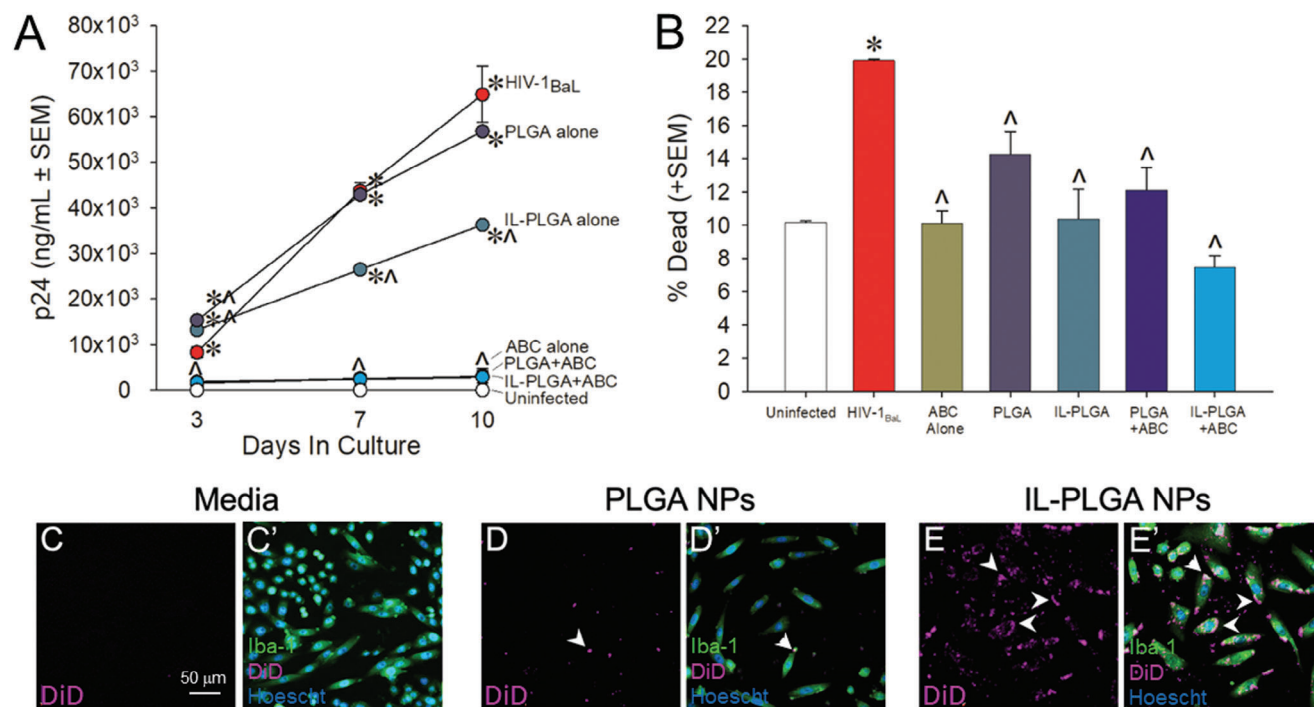 A
p24 (ng/mL ± SEM)
80x10³
70x10³
60x10³
50x10³
40x10³
30x10³
20x10³
10x10³
0
3
7
10
Days In Culture
*HIV-1BaL
PLGA alone
*
*
*
IL-PLGA alone
*^
*^
*^
*^
*
^
^
^
ABC alone
PLGA+ABC
IL-PLGA+ABC
Uninfected
B
% Dead (+SEM)
22
20
18
16
14
12
10
8
6
4
2
0
*
^
^
^
^
^
Uninfected
HIV-1BaL
ABC
Alone
PLGA
IL-PLGA
PLGA
+ABC
IL-PLGA
+ABC
Media
PLGA NPs
IL-PLGA NPs
C
50 µm
DiD
C'
Iba-1
DiD
Hoescht
D
DiD
D'
Iba-1
DiD
Hoescht
E
DiD
E'
Iba-1
DiD
Hoescht